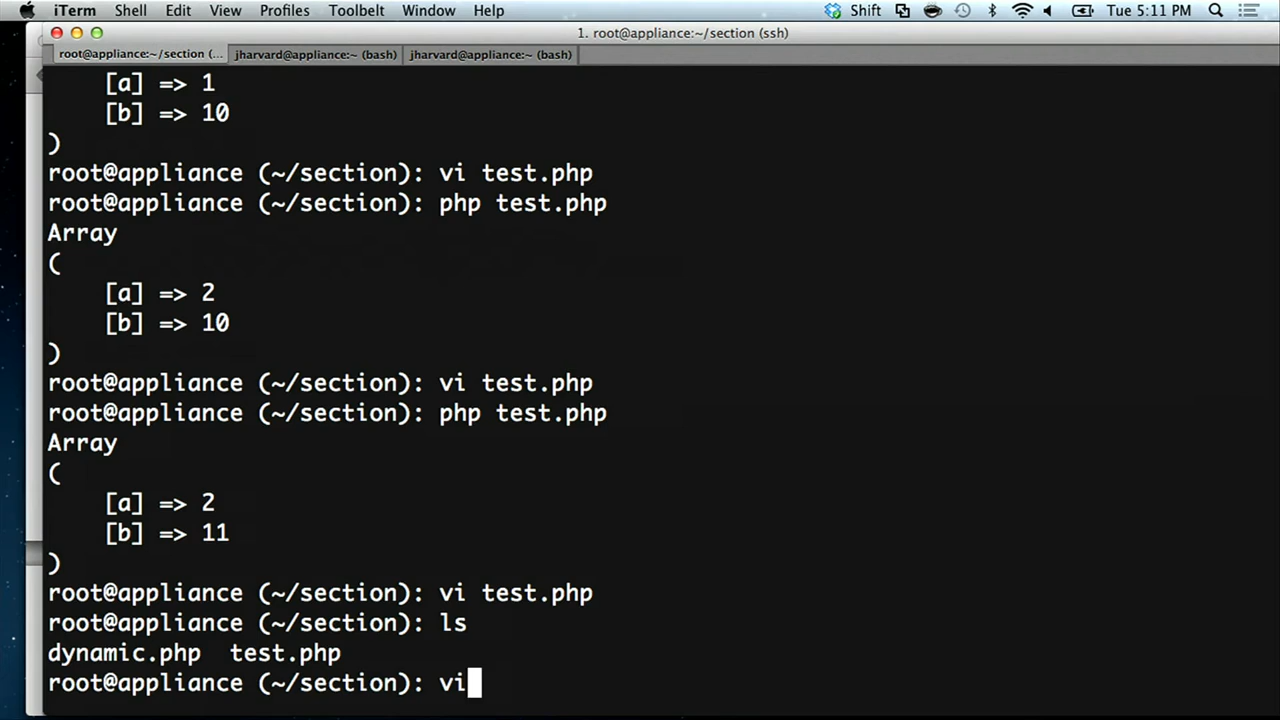 iTerm Shell Edit View Profiles Toolbelt Window Help Shift Tue 5:11 PM
1. root@appliance:~/section (ssh)
root@appliance:~/section (... jharvard@appliance:~ (bash) jharvard@appliance:~ (bash)
[a] => 1
[b] => 10
)
root@appliance (~/section): vi test.php
root@appliance (~/section): php test.php
Array
(
[a] => 2
[b] => 10
)
root@appliance (~/section): vi test.php
root@appliance (~/section): php test.php
Array
(
[a] => 2
[b] => 11
)
root@appliance (~/section): vi test.php
root@appliance (~/section): ls
dynamic.php test.php
root@appliance (~/section): vi